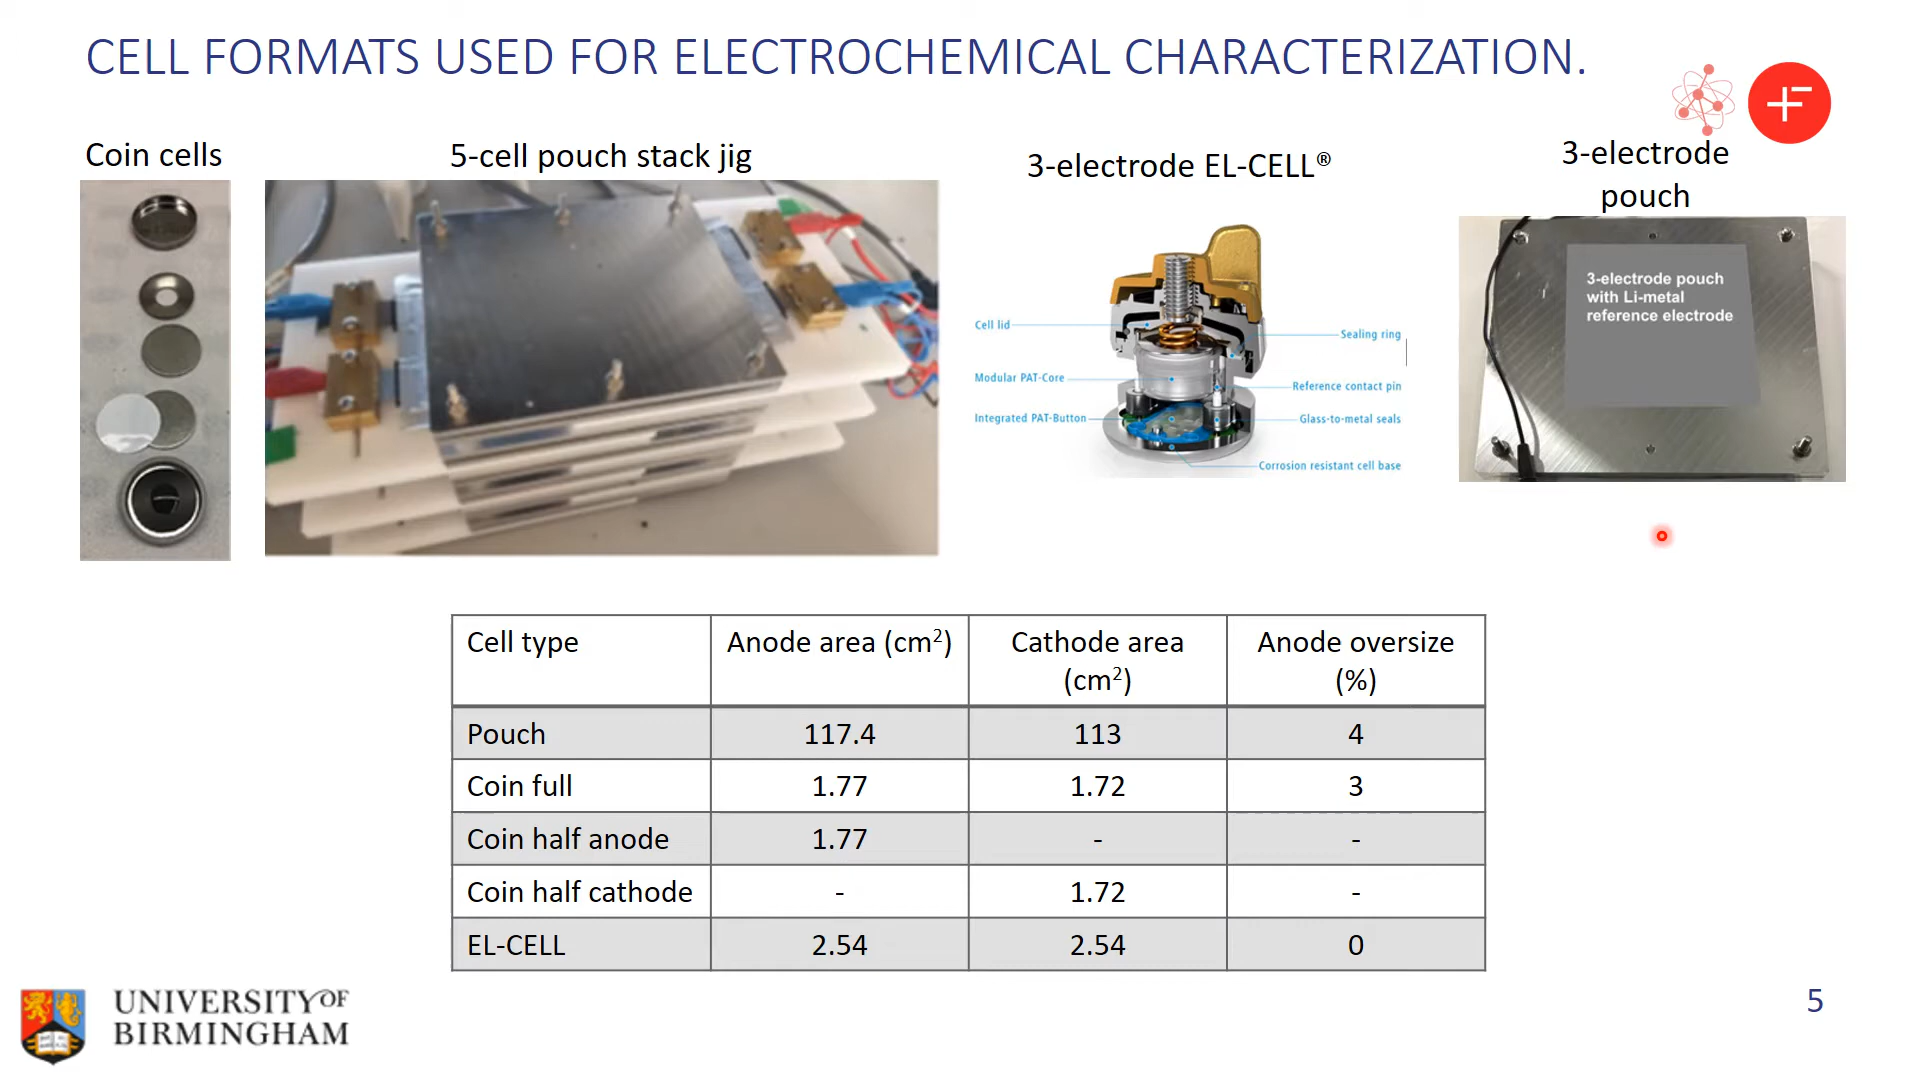 CELL FORMATS USED FOR ELECTROCHEMICAL CHARACTERIZATION.
Coin cells
5-cell pouch stack jig
3-electrode EL-CELL®
3-electrode
pouch
Cell lid
Modular PAT-Core
Integrated PAT-Button
Sealing ring
Reference contact pin
Glass-to-metal seals
Corrosion resistant cell base
3-electrode pouch
with Li-metal
reference electrode
Cell type Anode area (cm²) Cathode area (cm²) Anode oversize (%)
Pouch 117.4 113 4
Coin full 1.77 1.72 3
Coin half anode 1.77 - -
Coin half cathode - 1.72 -
EL-CELL 2.54 2.54 0
UNIVERSITY OF
BIRMINGHAM
5